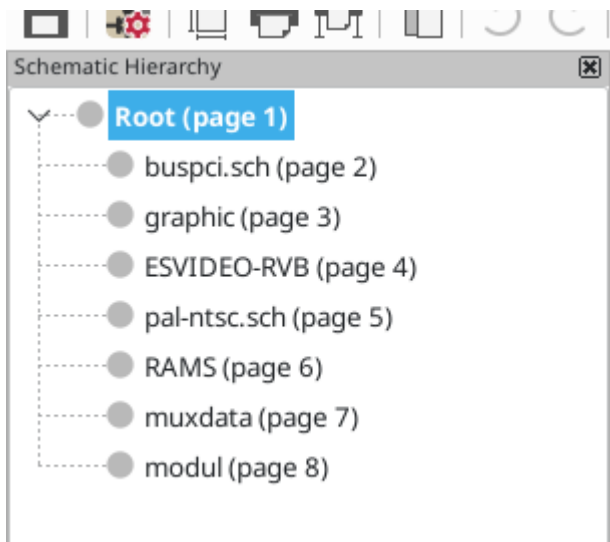 Schematic Hierarchy
Root (page 1)
buspci.sch (page 2)
graphic (page 3)
ESVIDEO-RVB (page 4)
pal-ntsc.sch (page 5)
RAMS (page 6)
muxdata (page 7)
modul (page 8)